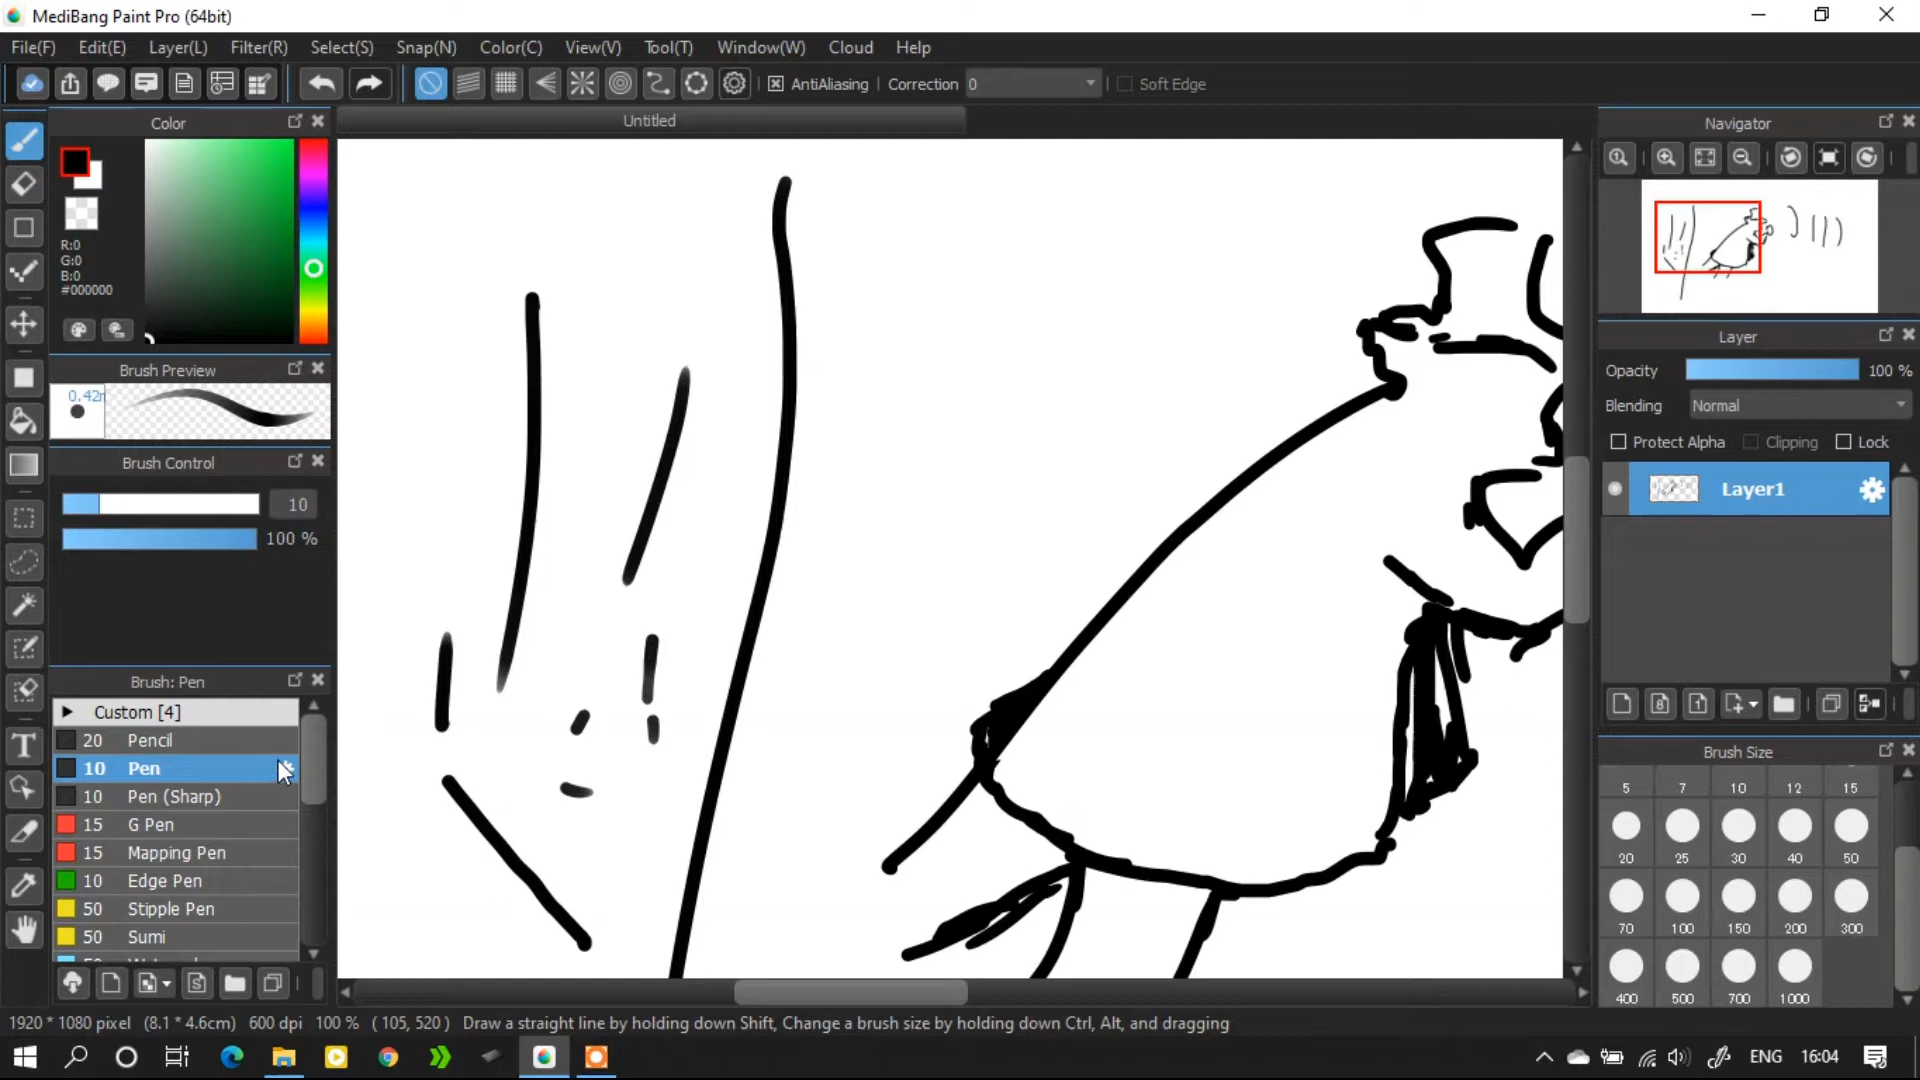 MediBang Paint Pro (64bit)
File(F) Edit(E) Layer(L) Filter(R) Select(S) Snap(N) Color(C) View(V) Tool(T) Window(W) Cloud Help
AntiAliasing Correction 0 Soft Edge
Color
Untitled
Navigator
R:0
G:0
B:0
#000000
Layer
Opacity 100 %
Blending Normal
Protect Alpha Clipping Lock
Layer1
Brush Preview
Brush Control
10
100 %
Brush: Pen
Custom [4]
20 Pencil
10 Pen
10 Pen (Sharp)
15 G Pen
15 Mapping Pen
10 Edge Pen
50 Stipple Pen
50 Sumi
Brush Size
5 7 10 12 15
20 25 30 40 50
70 100 150 200 300
400 500 700 1000
1920 * 1080 pixel (8.1 * 4.6cm) 600 dpi 100 % ( 105, 520 ) Draw a straight line by holding down Shift, Change a brush size by holding down Ctrl, Alt, and dragging
ENG 16:04